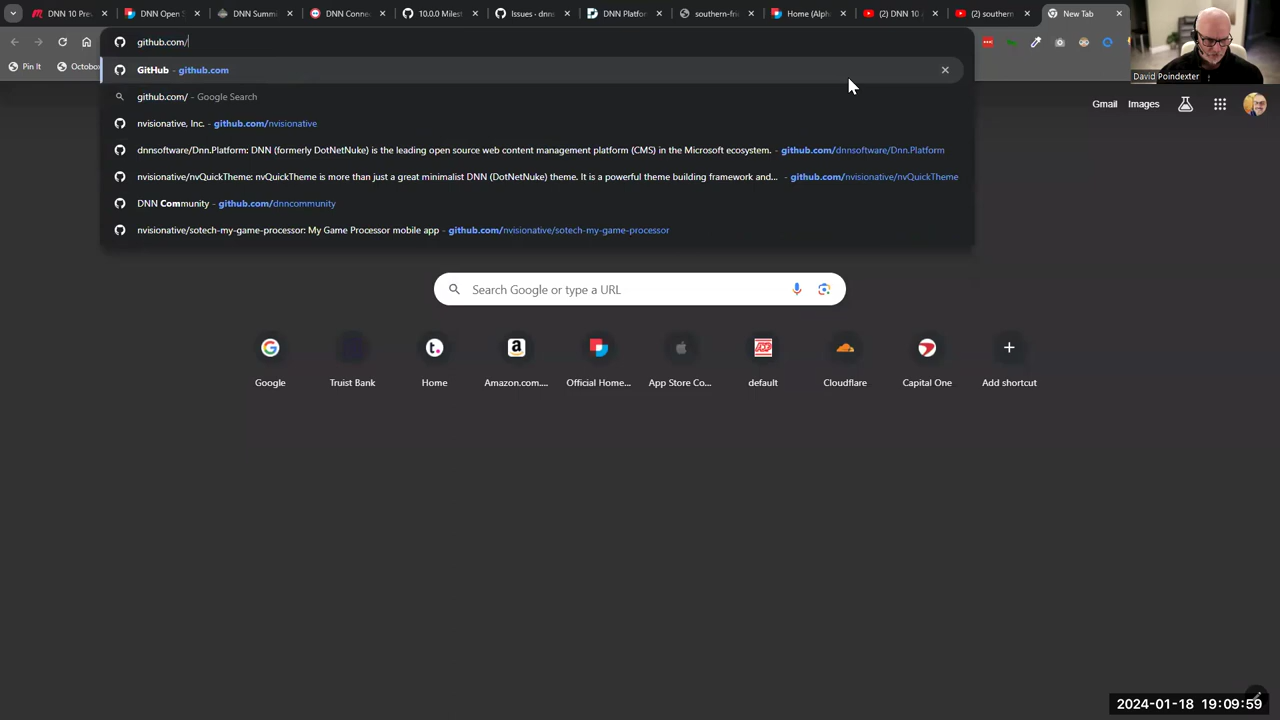 DNN 10 Prev
DNN Open S
DNN Summ
DNN Conne
10.0.0 Milest
Issues · dnns
DNN Platfor
southern-frie
Home (Alph
(2) DNN 10 -
(2) southern
New Tab
github.com/
Pin It
Octobo
GitHub - github.com
github.com/ - Google Search
nvisionative, Inc. - github.com/nvisionative
dnnsoftware/Dnn.Platform: DNN (formerly DotNetNuke) is the leading open source web content management platform (CMS) in the Microsoft ecosystem. - github.com/dnnsoftware/Dnn.Platform
nvisionative/nvQuickTheme: nvQuickTheme is more than just a great minimalist DNN (DotNetNuke) theme. It is a powerful theme building framework and... - github.com/nvisionative/nvQuickTheme
DNN Community - github.com/dnncommunity
nvisionative/sotech-my-game-processor: My Game Processor mobile app - github.com/nvisionative/sotech-my-game-processor
David Poindexter
Gmail Images
Search Google or type a URL
Google
Truist Bank
Home
Amazon.com....
Official Home...
App Store Co...
default
Cloudflare
Capital One
Add shortcut
2024-01-18 19:09:59